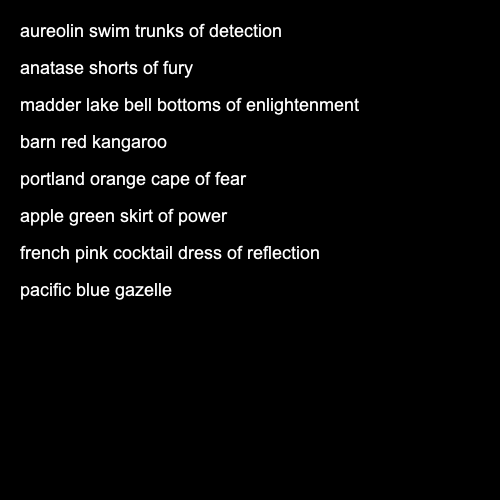 aureolin swim trunks of detection
anatase shorts of fury
madder lake bell bottoms of enlightenment
barn red kangaroo
portland orange cape of fear
apple green skirt of power
french pink cocktail dress of reflection
pacific blue gazelle